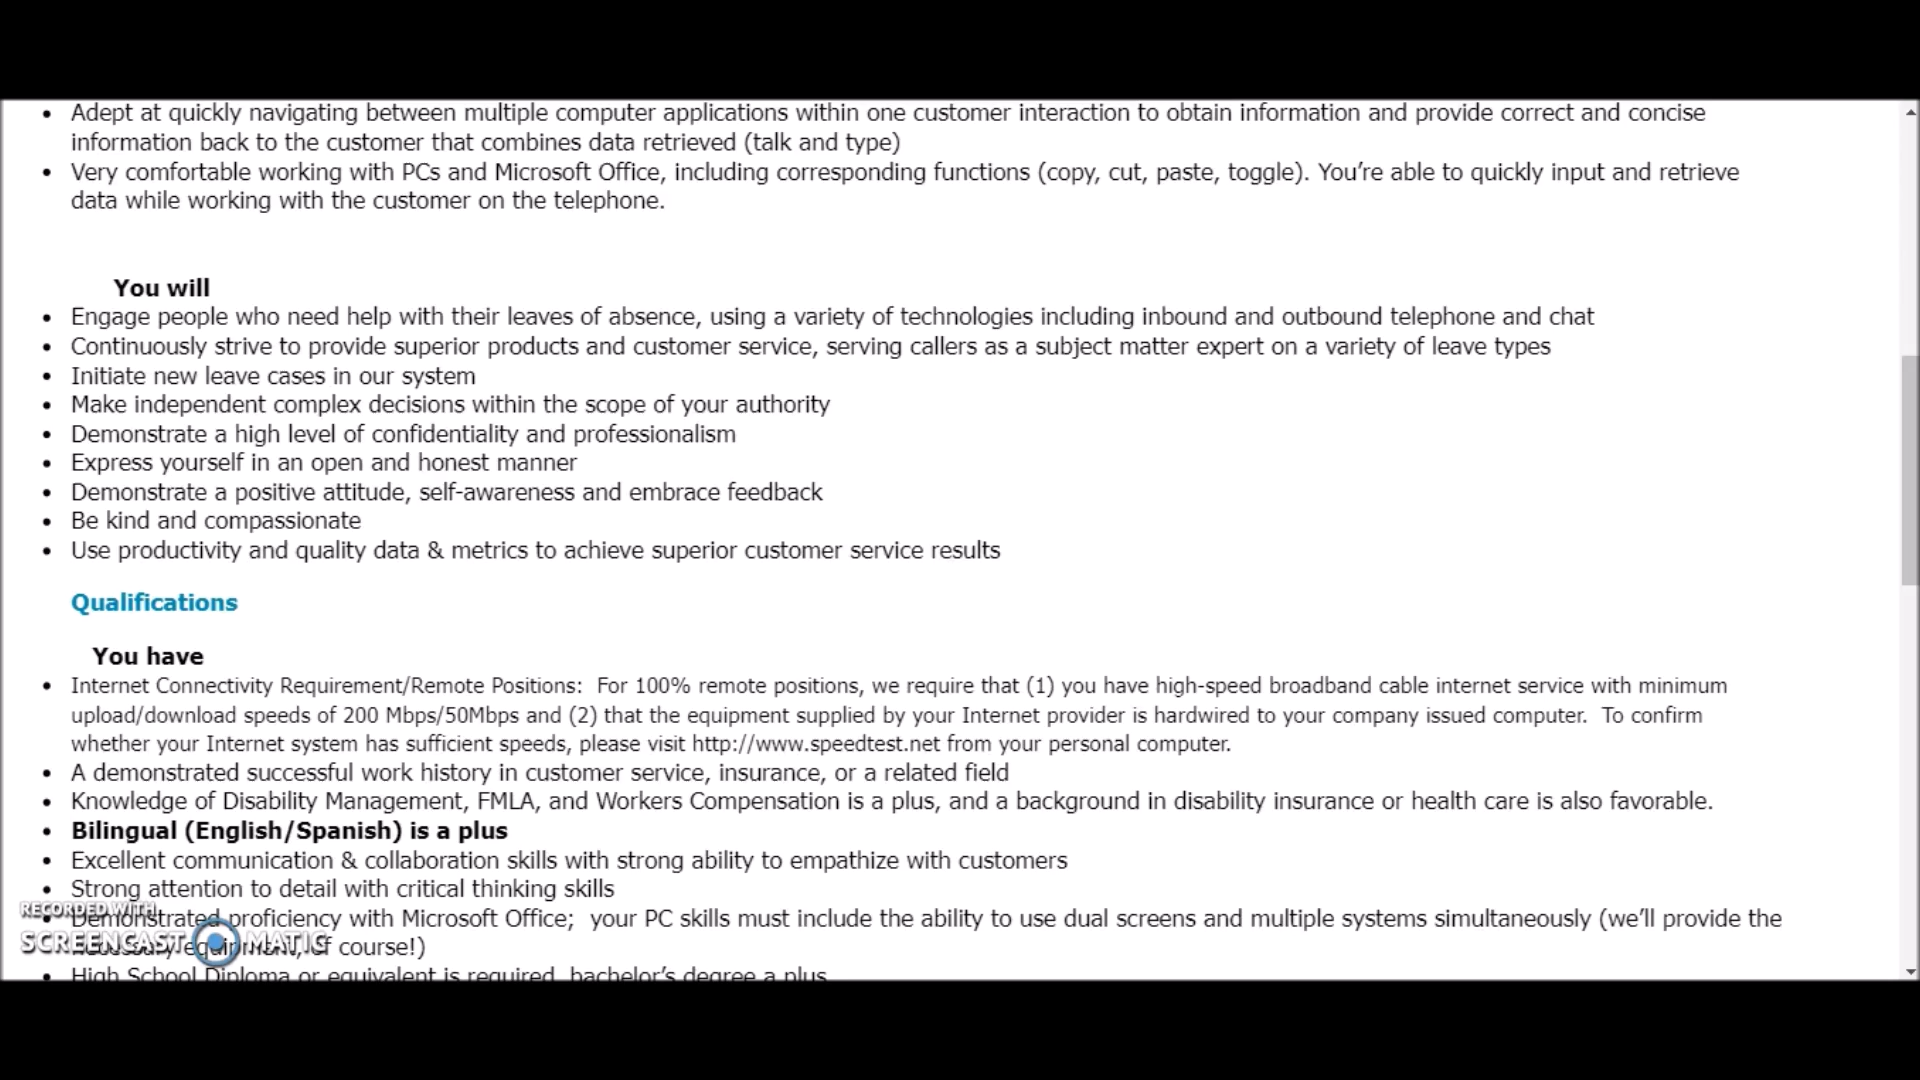 • Adept at quickly navigating between multiple computer applications within one customer interaction to obtain information and provide correct and concise
information back to the customer that combines data retrieved (talk and type)
• Very comfortable working with PCs and Microsoft Office, including corresponding functions (copy, cut, paste, toggle). You’re able to quickly input and retrieve
data while working with the customer on the telephone.
You will
• Engage people who need help with their leaves of absence, using a variety of technologies including inbound and outbound telephone and chat
• Continuously strive to provide superior products and customer service, serving callers as a subject matter expert on a variety of leave types
• Initiate new leave cases in our system
• Make independent complex decisions within the scope of your authority
• Demonstrate a high level of confidentiality and professionalism
• Express yourself in an open and honest manner
• Demonstrate a positive attitude, self-awareness and embrace feedback
• Be kind and compassionate
• Use productivity and quality data & metrics to achieve superior customer service results
Qualifications
You have
• Internet Connectivity Requirement/Remote Positions:  For 100% remote positions, we require that (1) you have high-speed broadband cable internet service with minimum
upload/download speeds of 200 Mbps/50Mbps and (2) that the equipment supplied by your Internet provider is hardwired to your company issued computer.  To confirm
whether your Internet system has sufficient speeds, please visit http://www.speedtest.net from your personal computer.
• A demonstrated successful work history in customer service, insurance, or a related field
• Knowledge of Disability Management, FMLA, and Workers Compensation is a plus, and a background in disability insurance or health care is also favorable.
• Bilingual (English/Spanish) is a plus
• Excellent communication & collaboration skills with strong ability to empathize with customers
• Strong attention to detail with critical thinking skills
• Demonstrated proficiency with Microsoft Office;  your PC skills must include the ability to use dual screens and multiple systems simultaneously (we’ll provide the
necessary equipment, of course!)
• High School Diploma or equivalent is required, bachelor’s degree a plus
RECORDED WITH
SCREENCAST MATIC